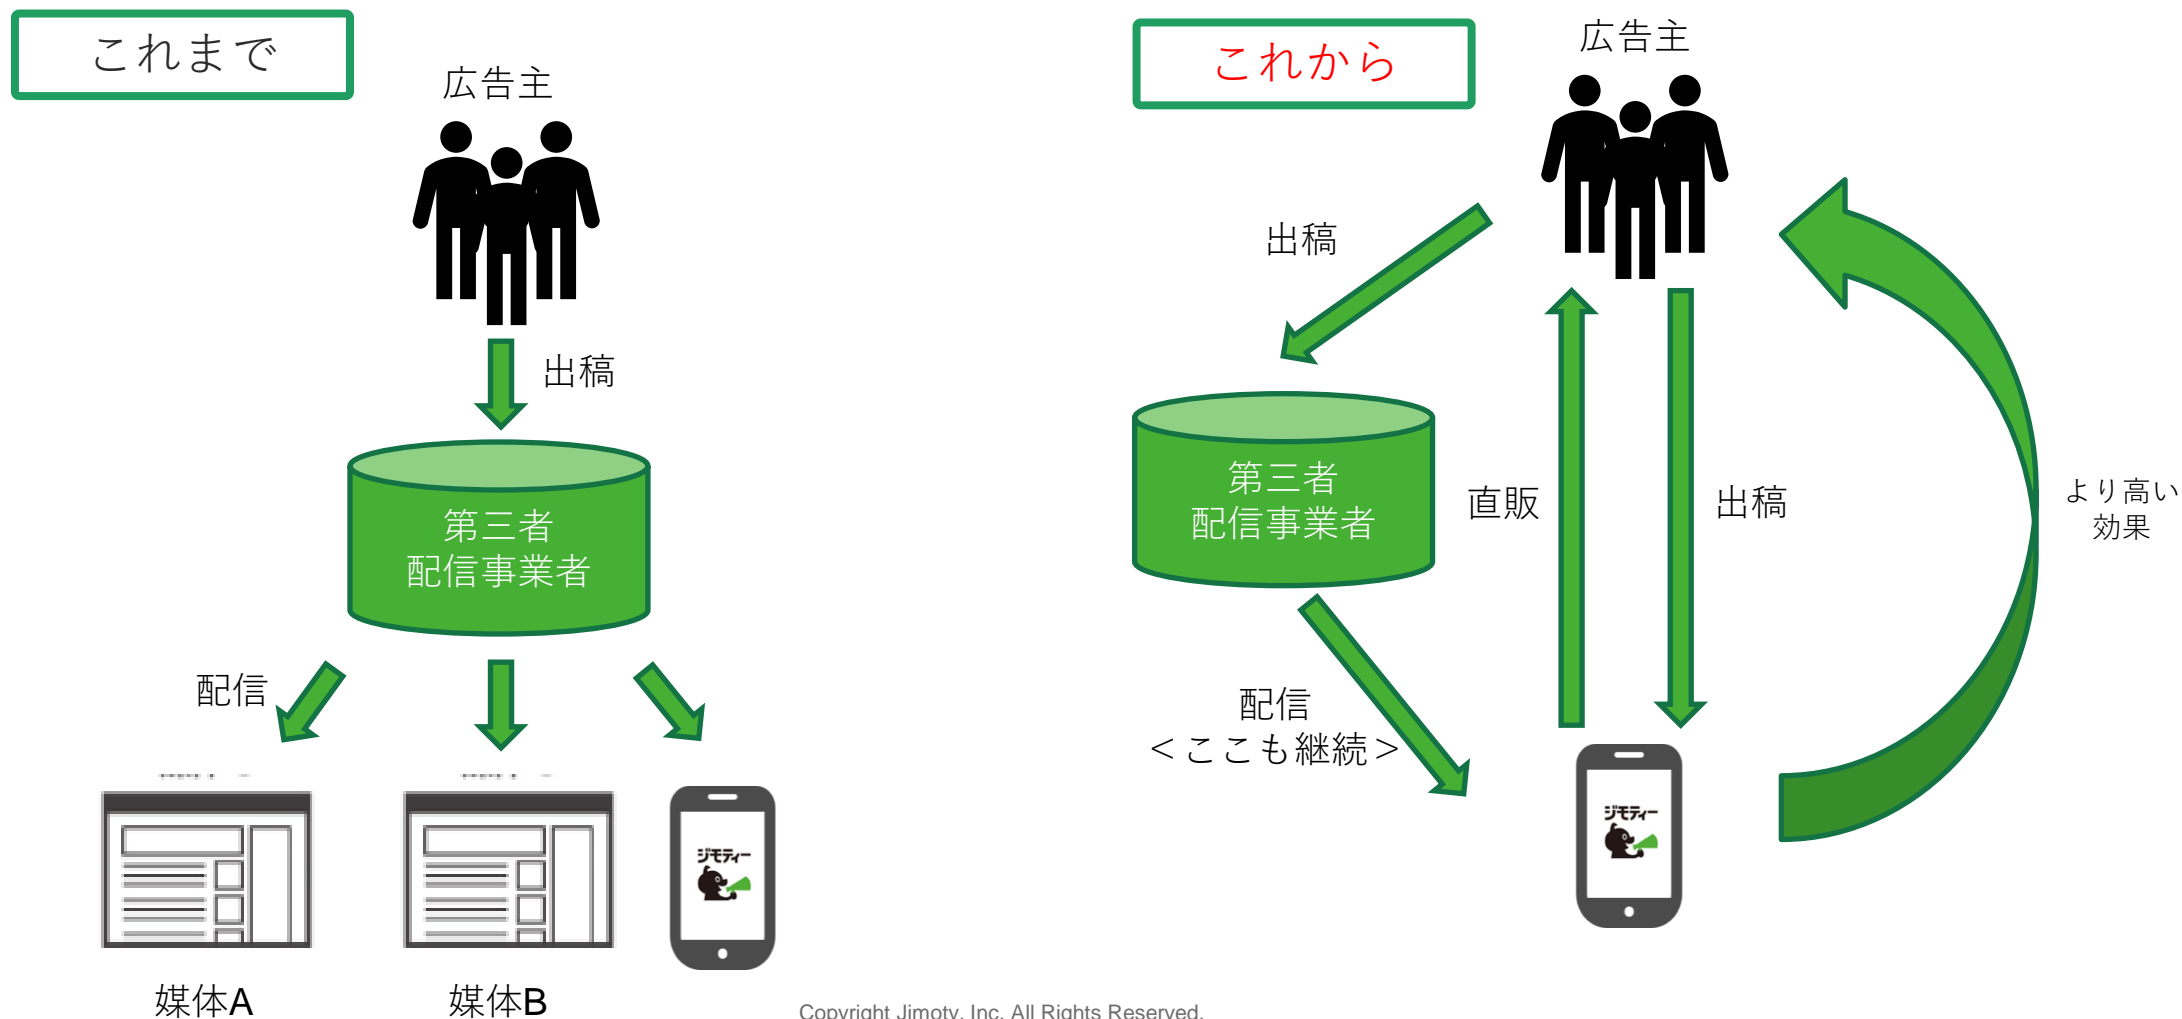 これまで
広告主
出稿
第三者
配信事業者
配信
ジモティー
媒体A
媒体B
これから
広告主
出稿
第三者
配信事業者
直販
出稿
より高い
効果
配信
＜ここも継続＞
ジモティー
Copyright Jimoty, Inc. All Rights Reserved.